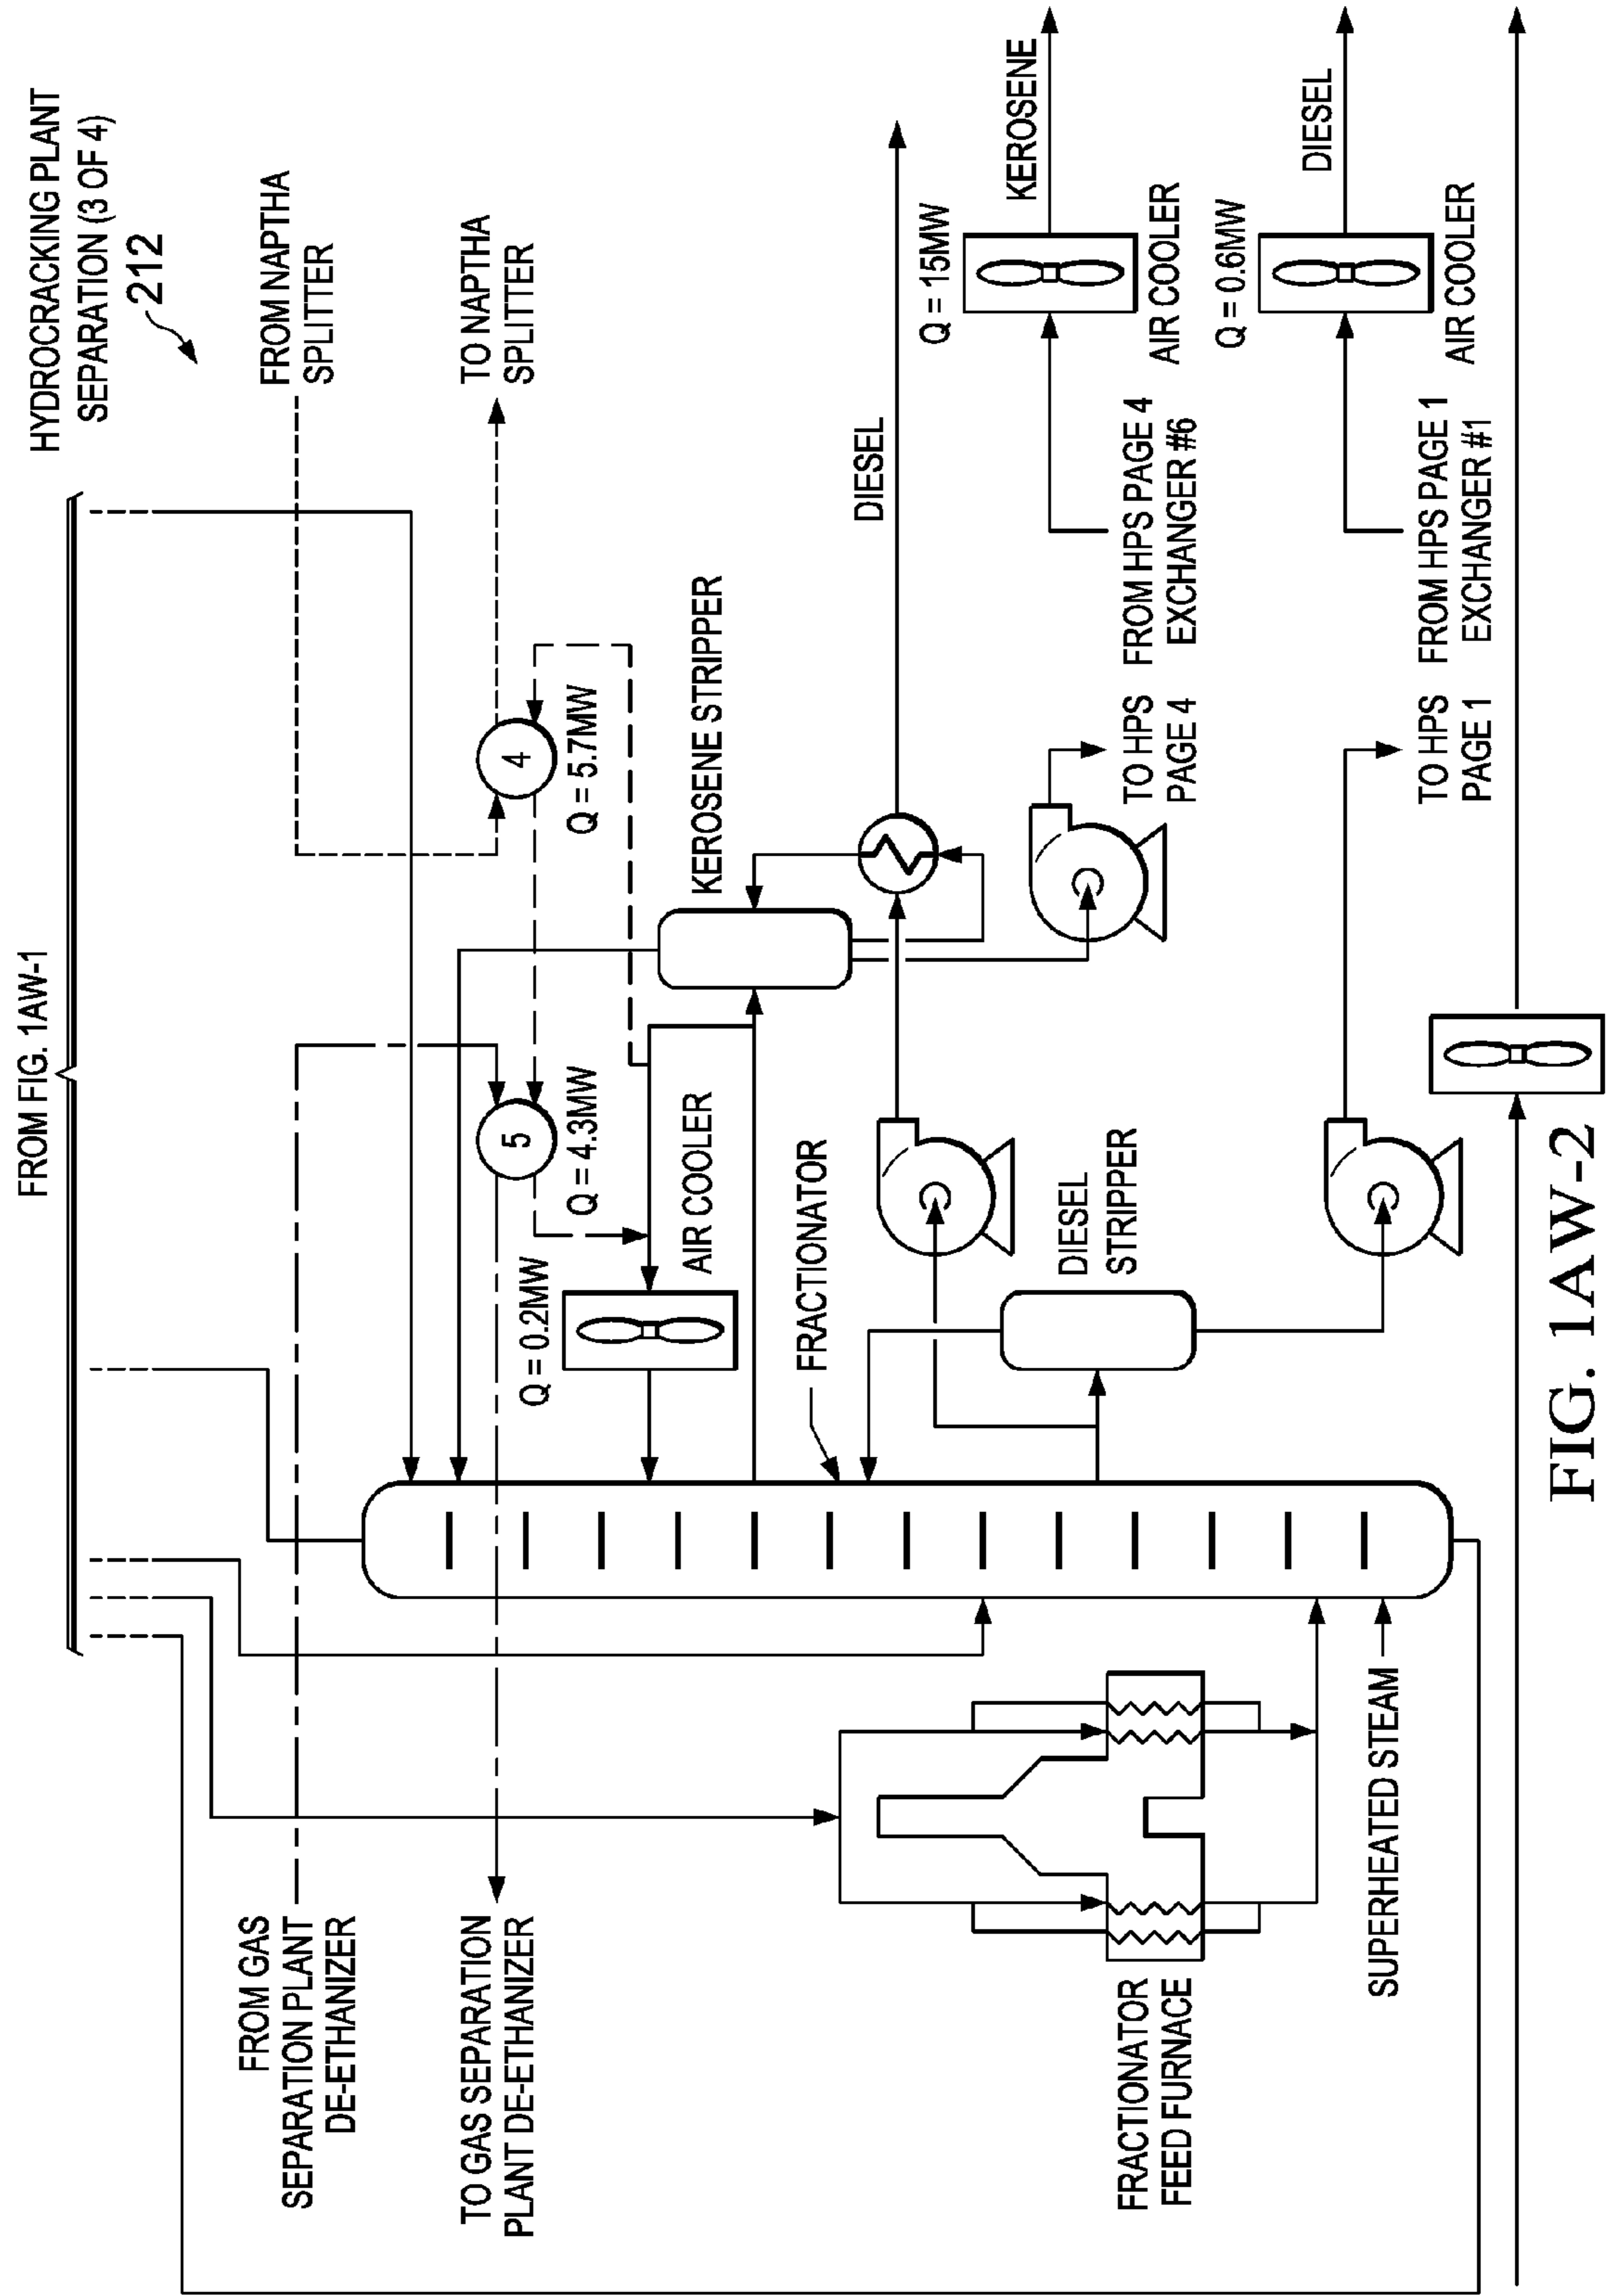 HYDROCRACKING PLANT
SEPARATION (3 OF 4)
212
FROM FIG. 1AW-1
FROM NAPTHA
SPLITTER
TO NAPTHA
SPLITTER
FROM GAS
SEPARATION PLANT
DE-ETHANIZER
TO GAS SEPARATION
PLANT DE-ETHANIZER
4
Q = 5.7MW
5
Q = 4.3MW
Q = 0.2MW
AIR COOLER
KEROSENE STRIPPER
FRACTIONATOR
DIESEL
DIESEL
STRIPPER
Q = 15MW
KEROSENE
AIR COOLER
TO HPS
PAGE 4
FROM HPS PAGE 4
EXCHANGER #6
Q = 0.6MW
DIESEL
AIR COOLER
TO HPS
PAGE 1
FROM HPS PAGE 1
EXCHANGER #1
FRACTIONATOR
FEED FURNACE
SUPERHEATED STEAM
FIG. 1AW-2